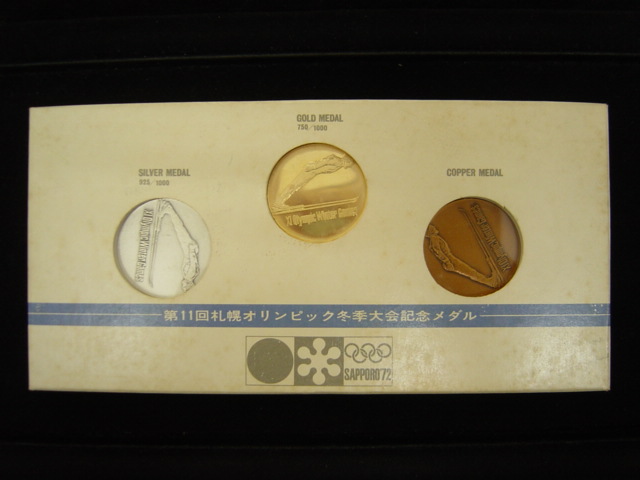 GOLD MEDAL
750/1000
SILVER MEDAL
925/1000
COPPER MEDAL
XI Olympic Winter Games
第11回札幌オリンピック冬季大会記念メダル
SAPPORO'72